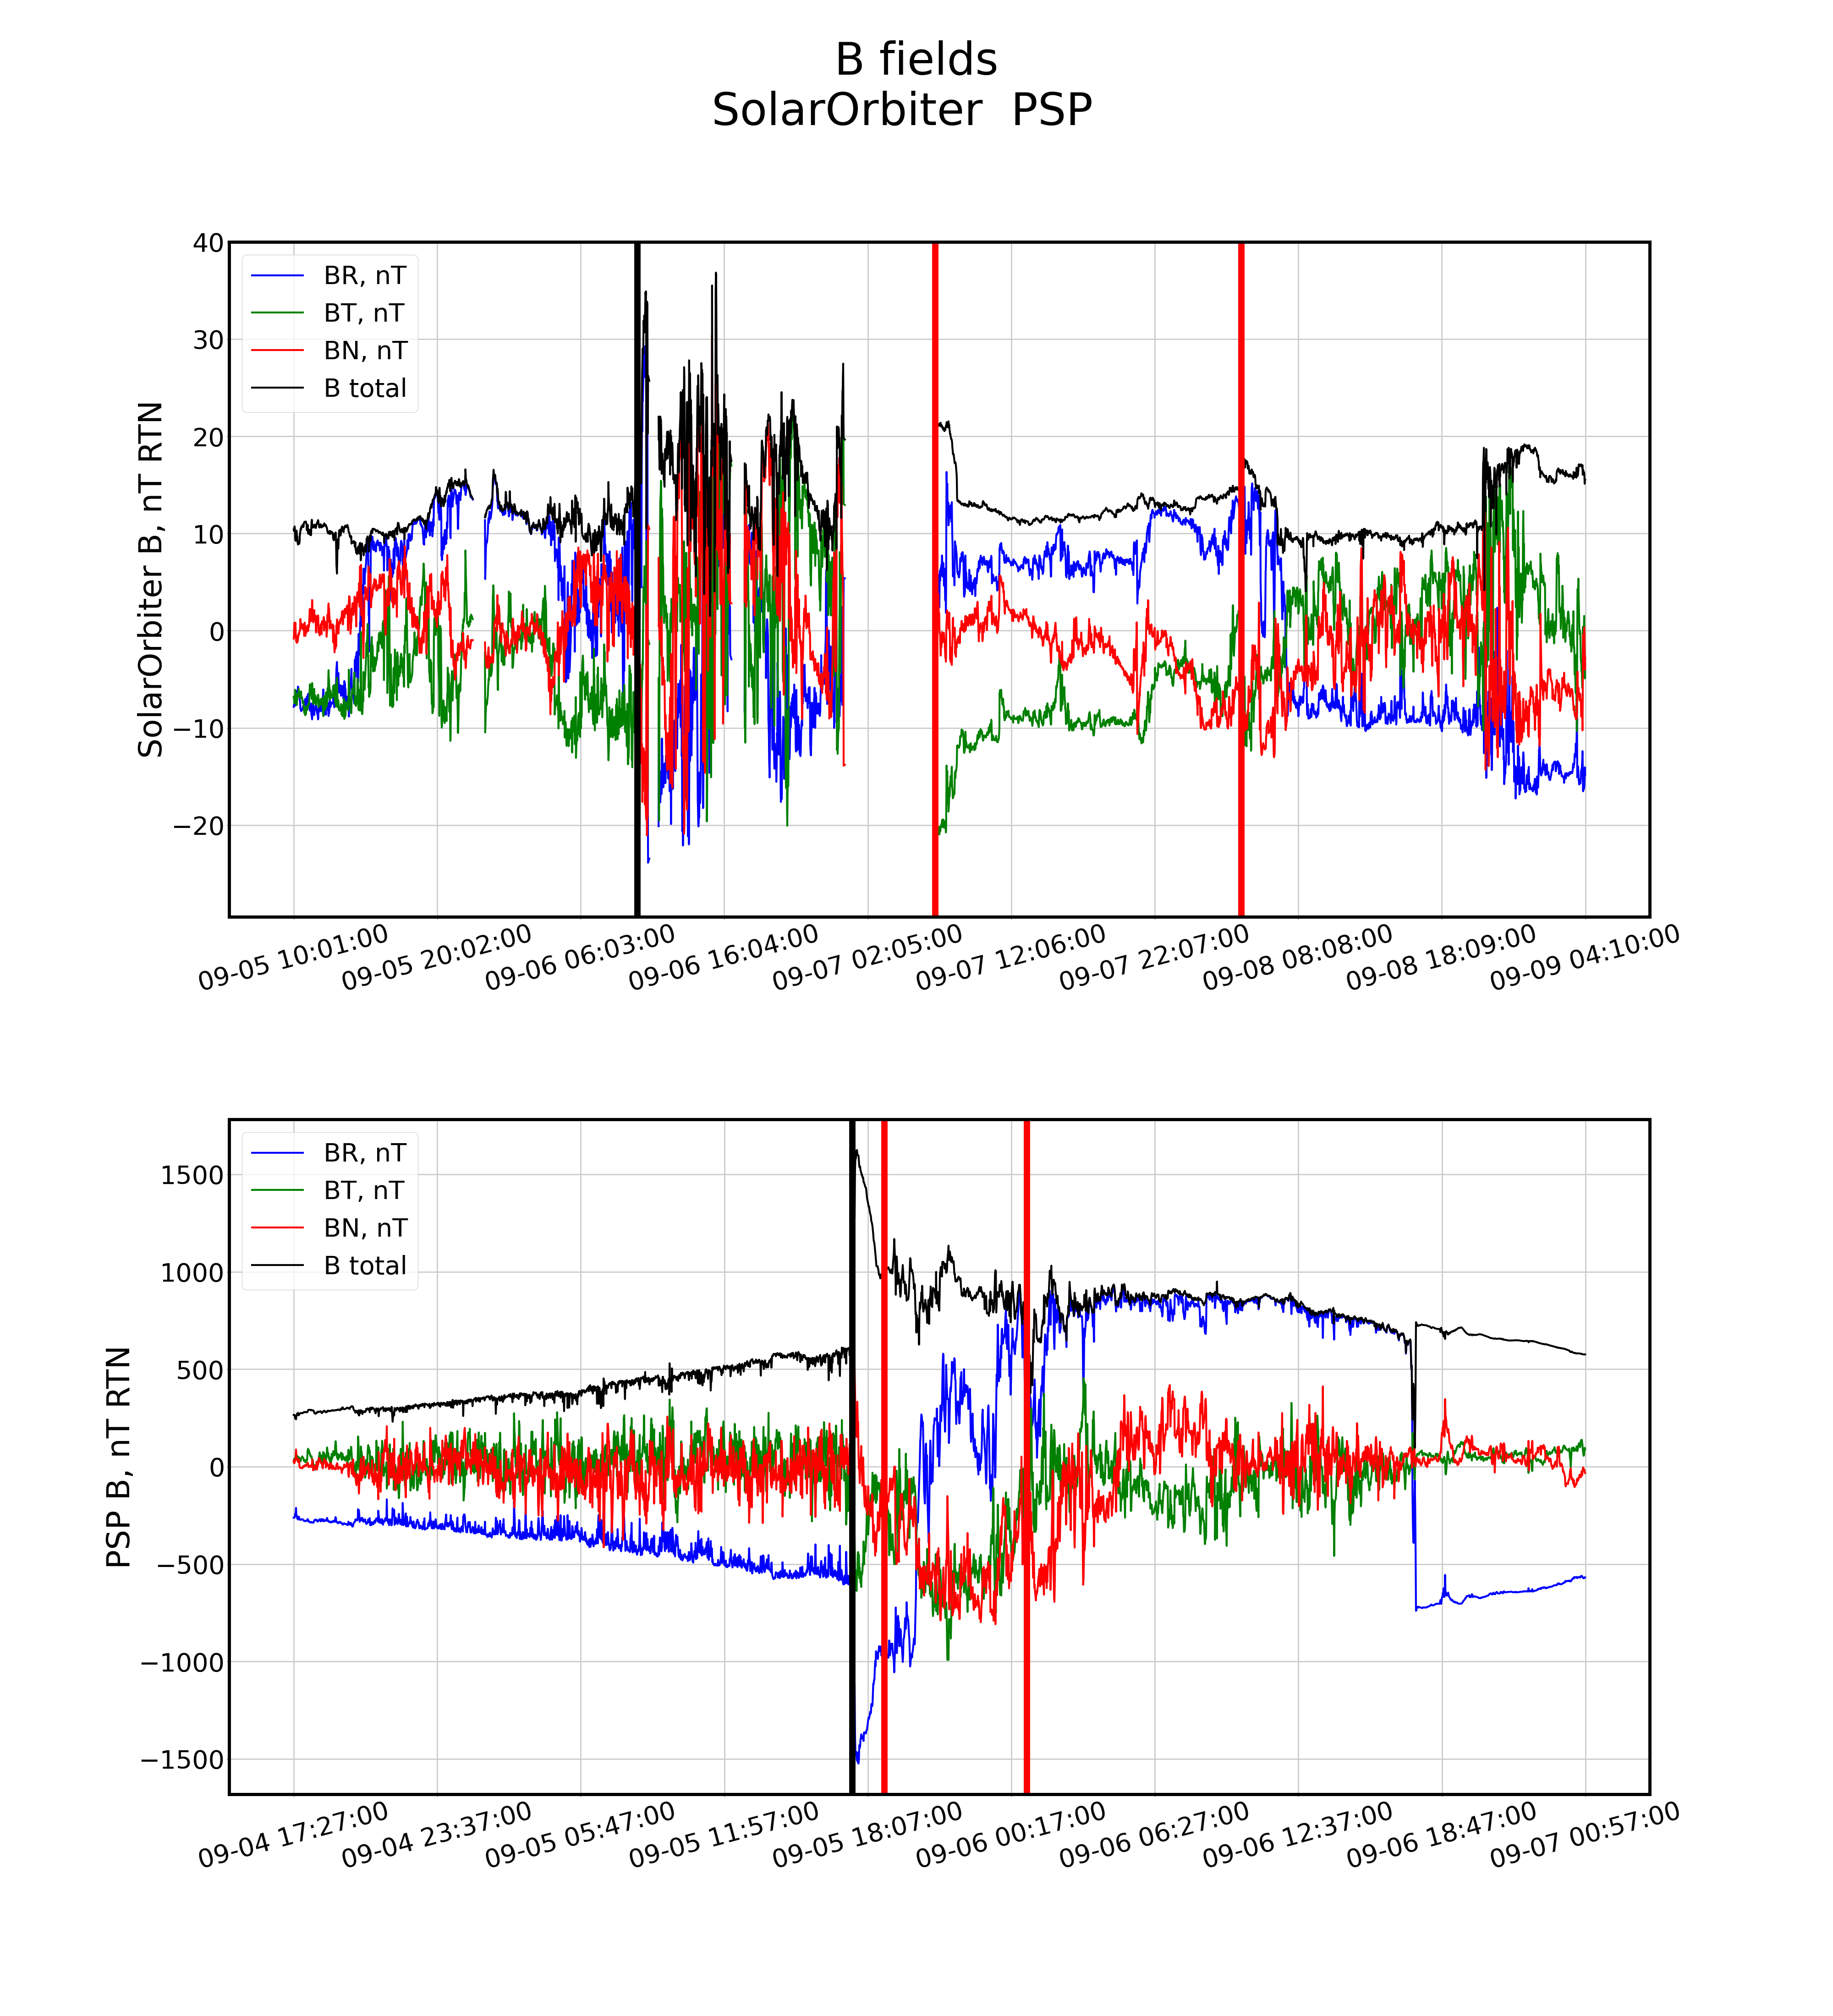 B fields
SolarOrbiter  PSP
SolarOrbiter B, nT RTN
40
30
20
10
0
−10
−20
BR, nT
BT, nT
BN, nT
B total
09-05 10:01:00
09-05 20:02:00
09-06 06:03:00
09-06 16:04:00
09-07 02:05:00
09-07 12:06:00
09-07 22:07:00
09-08 08:08:00
09-08 18:09:00
09-09 04:10:00
PSP B, nT RTN
1500
1000
500
0
−500
−1000
−1500
BR, nT
BT, nT
BN, nT
B total
09-04 17:27:00
09-04 23:37:00
09-05 05:47:00
09-05 11:57:00
09-05 18:07:00
09-06 00:17:00
09-06 06:27:00
09-06 12:37:00
09-06 18:47:00
09-07 00:57:00